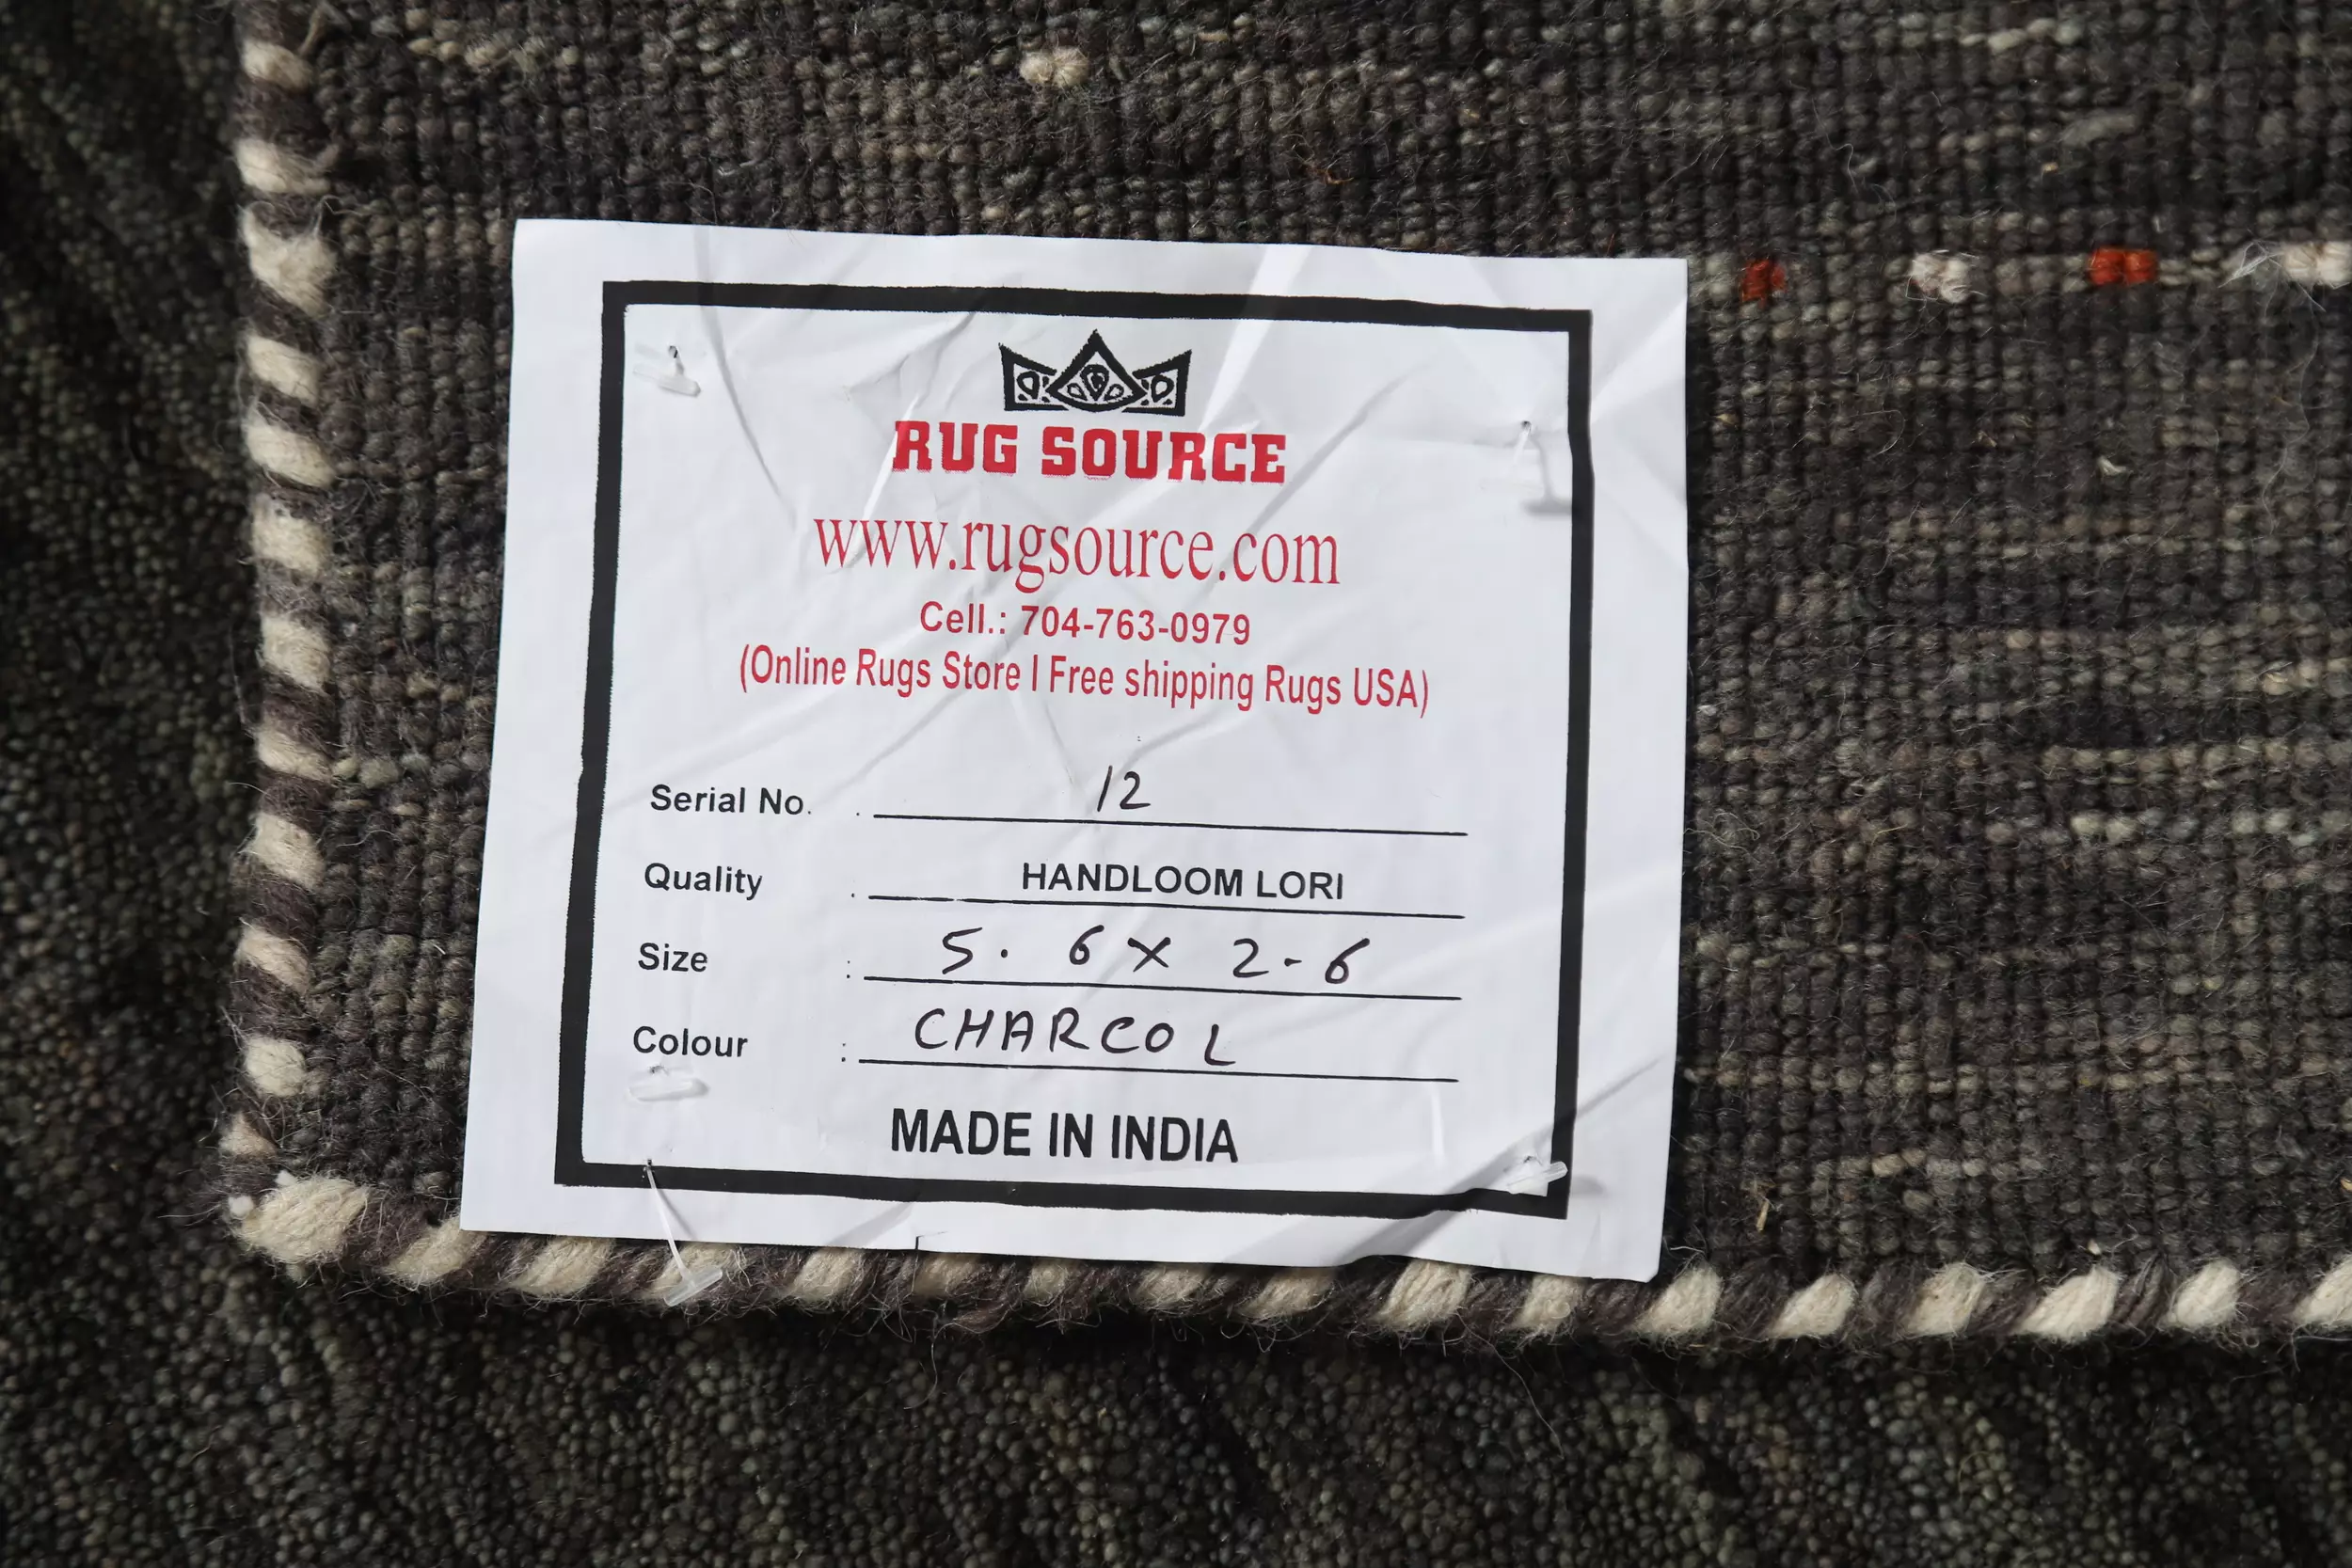 RUG SOURCE
www.rugsource.com
Cell.: 704-763-0979
(Online Rugs Store I Free shipping Rugs USA)
Serial No. : 12
Quality : HANDLOOM LORI
Size : 5. 6 X 2-6
Colour : CHARCOL
MADE IN INDIA